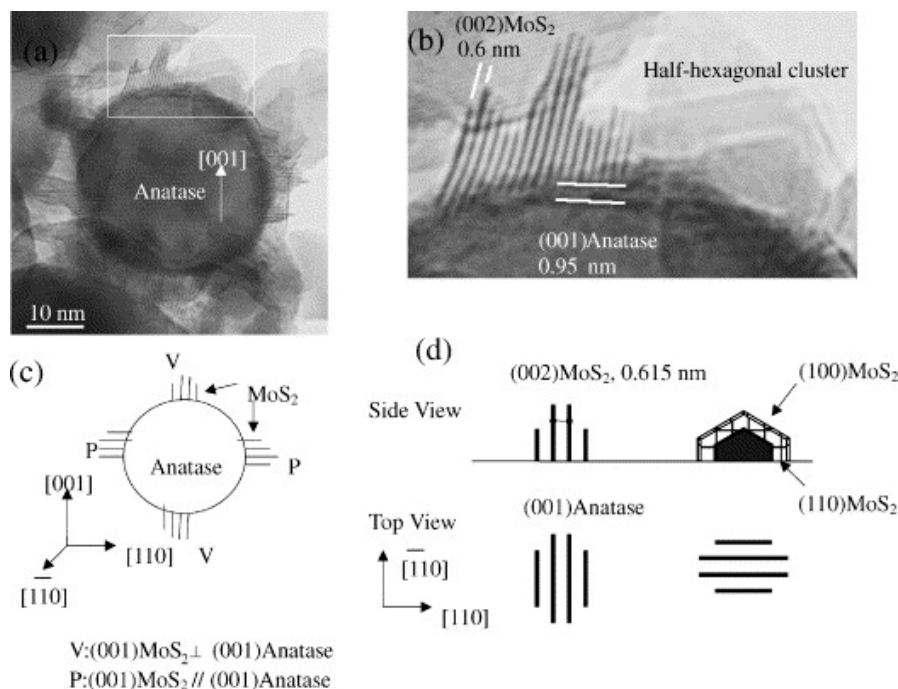 (a)
[001]
Anatase
10 nm
(b)
(002)MoS₂
0.6 nm
Half-hexagonal cluster
(001)Anatase
0.95 nm
(c)
V
MoS₂
P
Anatase
P
[001]
[110]
[1̅10]
V
V:(001)MoS₂⊥ (001)Anatase
P:(001)MoS₂ // (001)Anatase
(d)
(002)MoS₂, 0.615 nm
(100)MoS₂
Side View
(110)MoS₂
(001)Anatase
Top View
[1̅10]
[110]